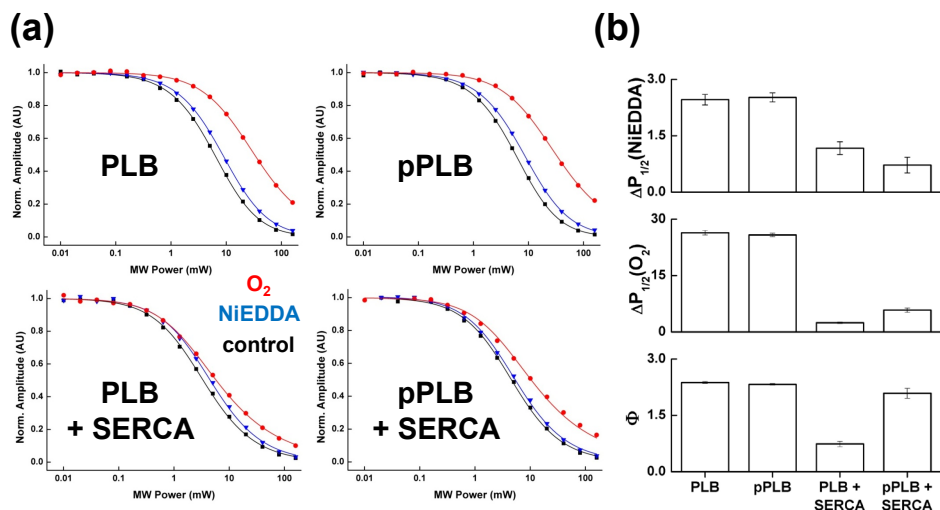 (a)
(b)
1.0
0.8
0.6
0.4
0.2
0.0
Norm. Amplitude (AU)
PLB
0.01 0.1 1 10 100
MW Power (mW)
1.0
0.8
0.6
0.4
0.2
0.0
Norm. Amplitude (AU)
pPLB
0.01 0.1 1 10 100
MW Power (mW)
1.0
0.8
0.6
0.4
0.2
0.0
Norm. Amplitude (AU)
O₂
NiEDDA
control
PLB
+ SERCA
0.01 0.1 1 10 100
MW Power (mW)
1.0
0.8
0.6
0.4
0.2
0.0
Norm. Amplitude (AU)
pPLB
+ SERCA
0.01 0.1 1 10 100
MW Power (mW)
ΔP₁/₂(NiEDDA)
3.0
1.5
0.0
ΔP₁/₂(O₂)
30
15
0
Φ
3.0
1.5
0.0
PLB
pPLB
PLB +
SERCA
pPLB +
SERCA